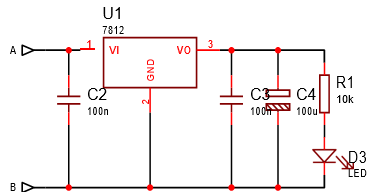 U1
7812
A
1
VI
VO
3
GND
2
C2
100n
C3
100n
C4
100u
R1
10k
D3
LED
B